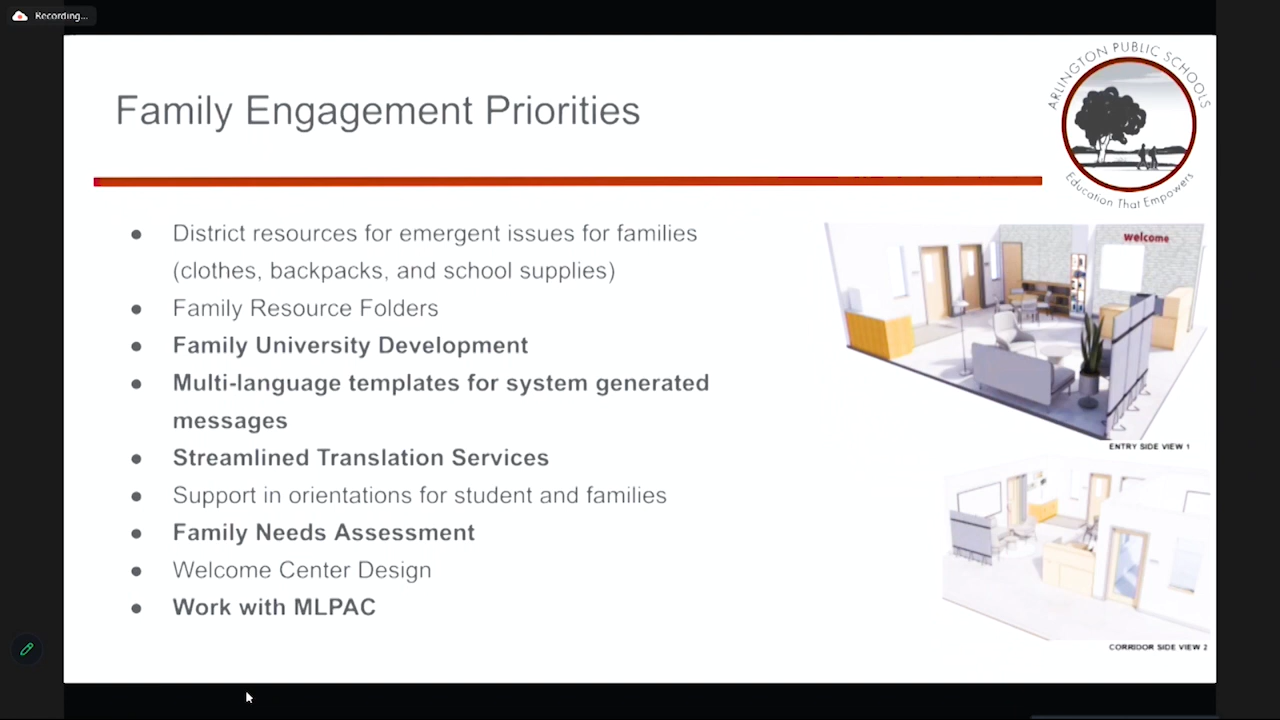 Recording...
Family Engagement Priorities
ARLINGTON PUBLIC SCHOOLS
Education That Empowers
● District resources for emergent issues for families
(clothes, backpacks, and school supplies)
● Family Resource Folders
● Family University Development
● Multi-language templates for system generated
messages
● Streamlined Translation Services
● Support in orientations for student and families
● Family Needs Assessment
● Welcome Center Design
● Work with MLPAC
welcome
ENTRY SIDE VIEW 1
CORRIDOR SIDE VIEW 2